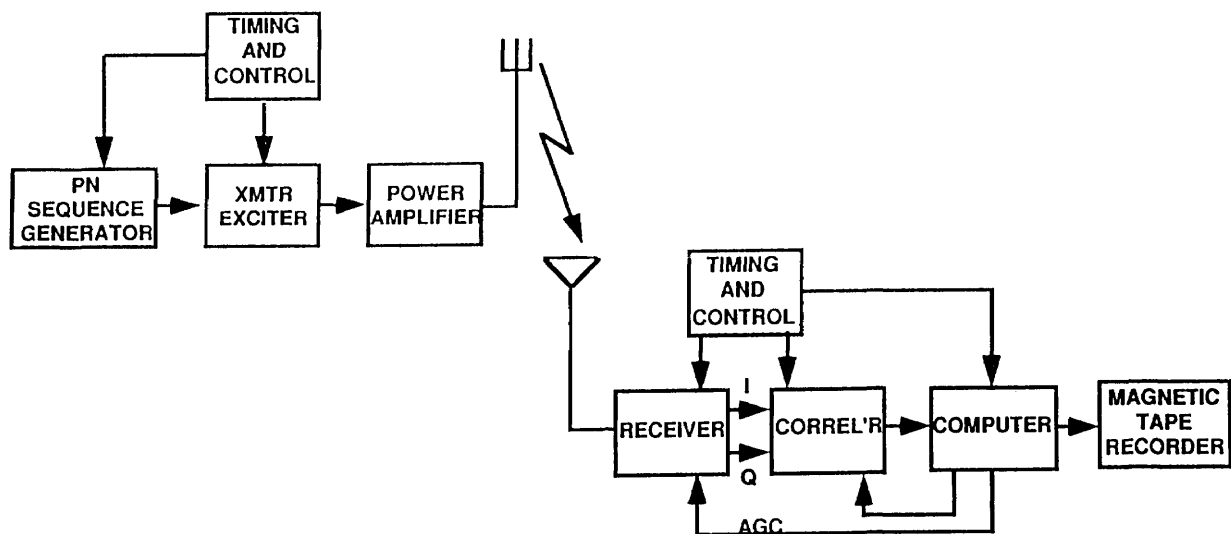 TIMING
AND
CONTROL
PN
SEQUENCE
GENERATOR
XMTR
EXCITER
POWER
AMPLIFIER
TIMING
AND
CONTROL
RECEIVER
I
Q
CORREL'R
COMPUTER
MAGNETIC
TAPE
RECORDER
AGC